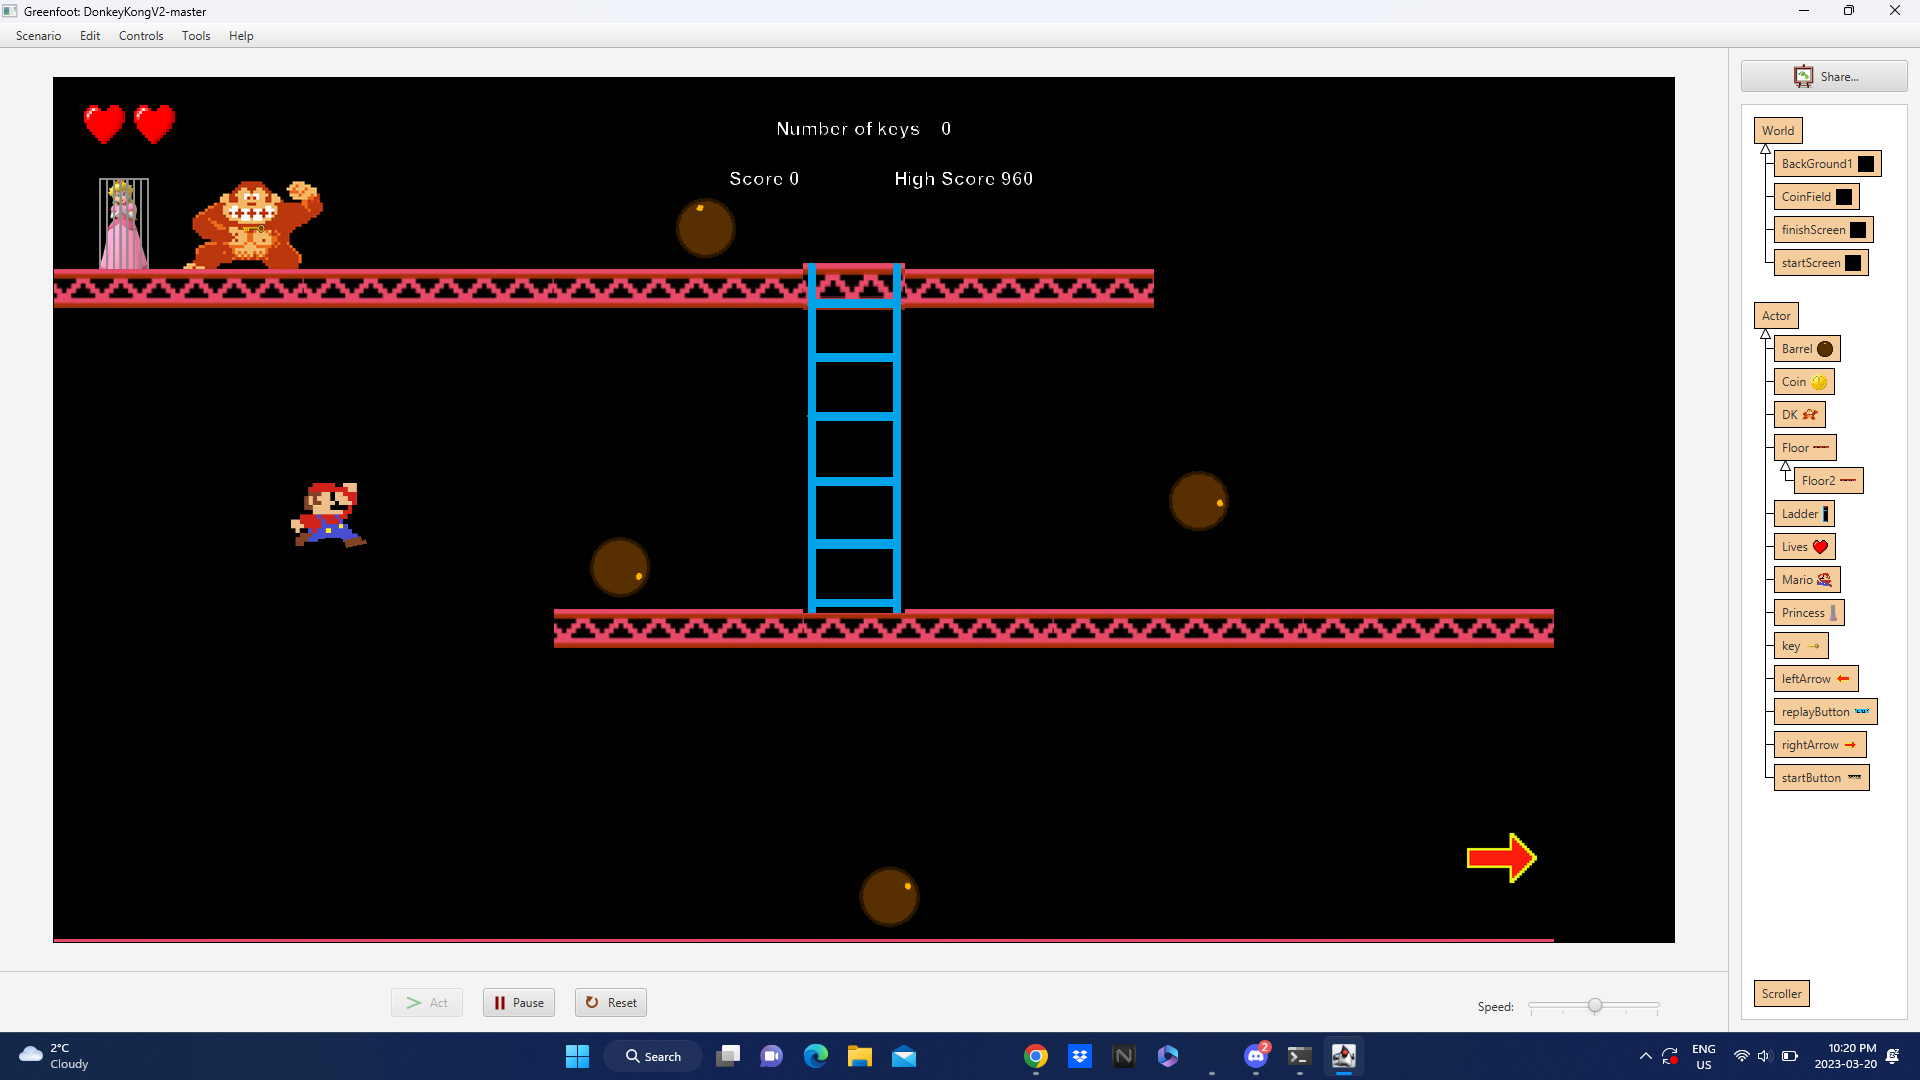 Greenfoot: DonkeyKongV2-master
Scenario Edit Controls Tools Help
Share...
Number of keys 0
Score 0 High Score 960
World
BackGround1
CoinField
finishScreen
startScreen
Actor
Barrel
Coin
DK
Floor
Floor2
Ladder
Lives
Mario
Princess
key
leftArrow
replayButton
rightArrow
startButton
Scroller
Act Pause Reset Speed:
2°C
Cloudy
Search
2
ENG
US
10:20 PM
2023-03-20